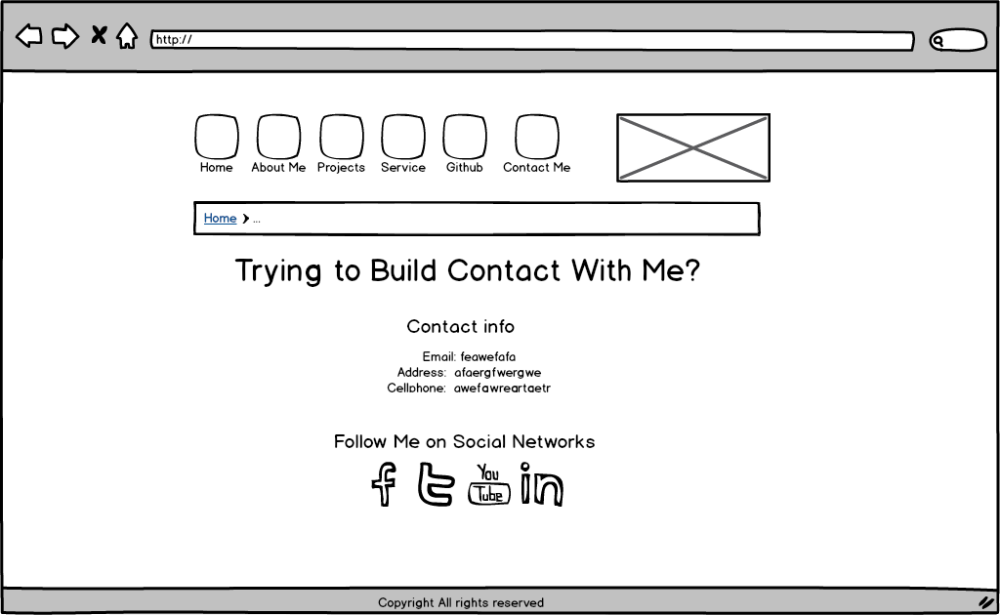 http://
Home About Me Projects Service Github Contact Me
Home > ...
Trying to Build Contact With Me?
Contact info
Email: feawefafa
Address: afaergfwergwe
Cellphone: awefawreartaetr
Follow Me on Social Networks
f t You Tube in
Copyright All rights reserved